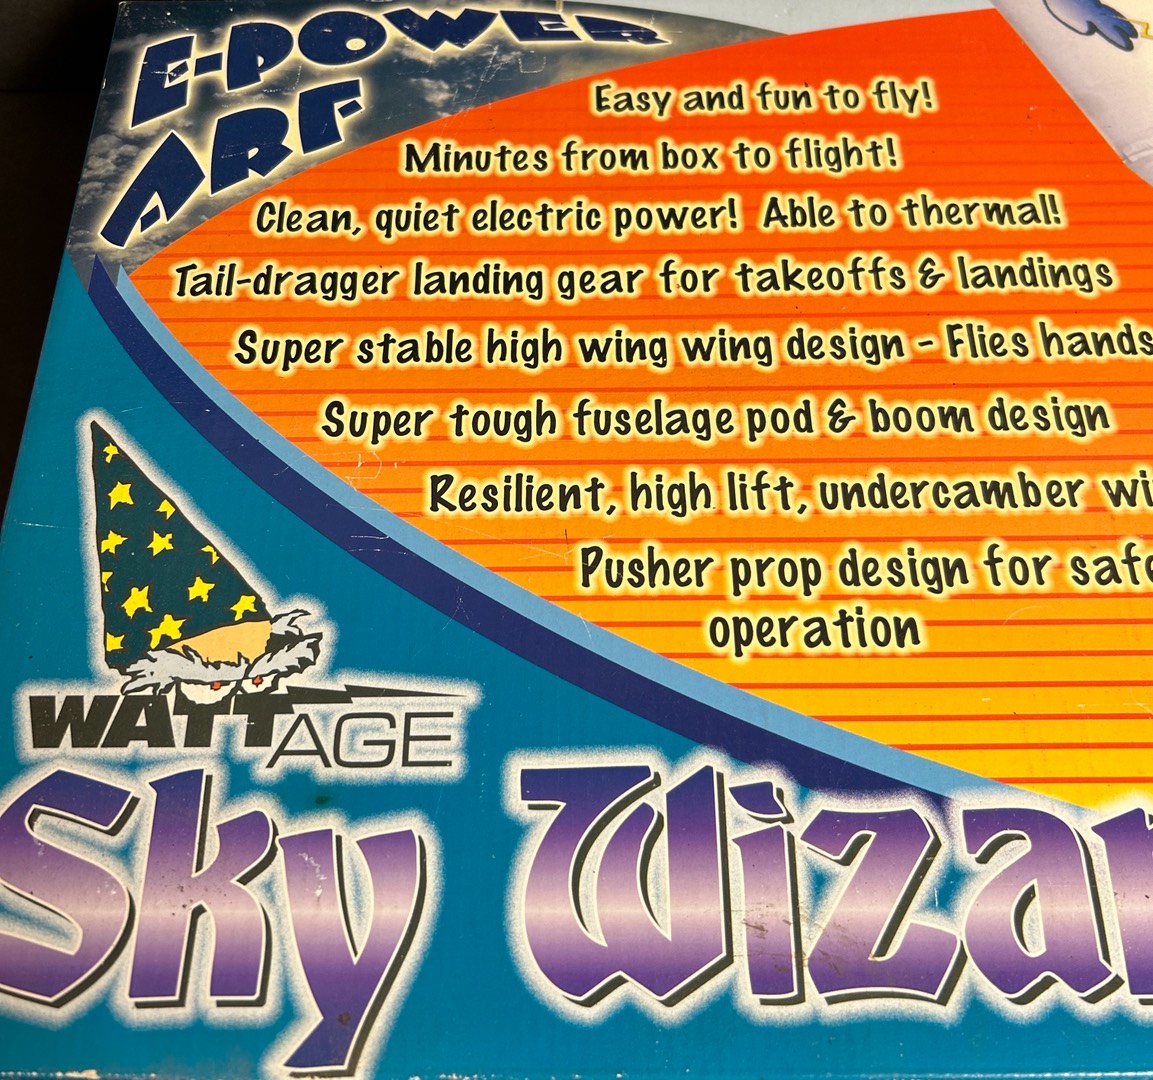 E-POWER
ARF
Easy and fun to fly!
Minutes from box to flight!
Clean, quiet electric power! Able to thermal!
Tail-dragger landing gear for takeoffs & landings
Super stable high wing wing design - Flies hands
Super tough fuselage pod & boom design
Resilient, high lift, undercamber wi
Pusher prop design for safe
operation
WATTAGE
Sky Wizar